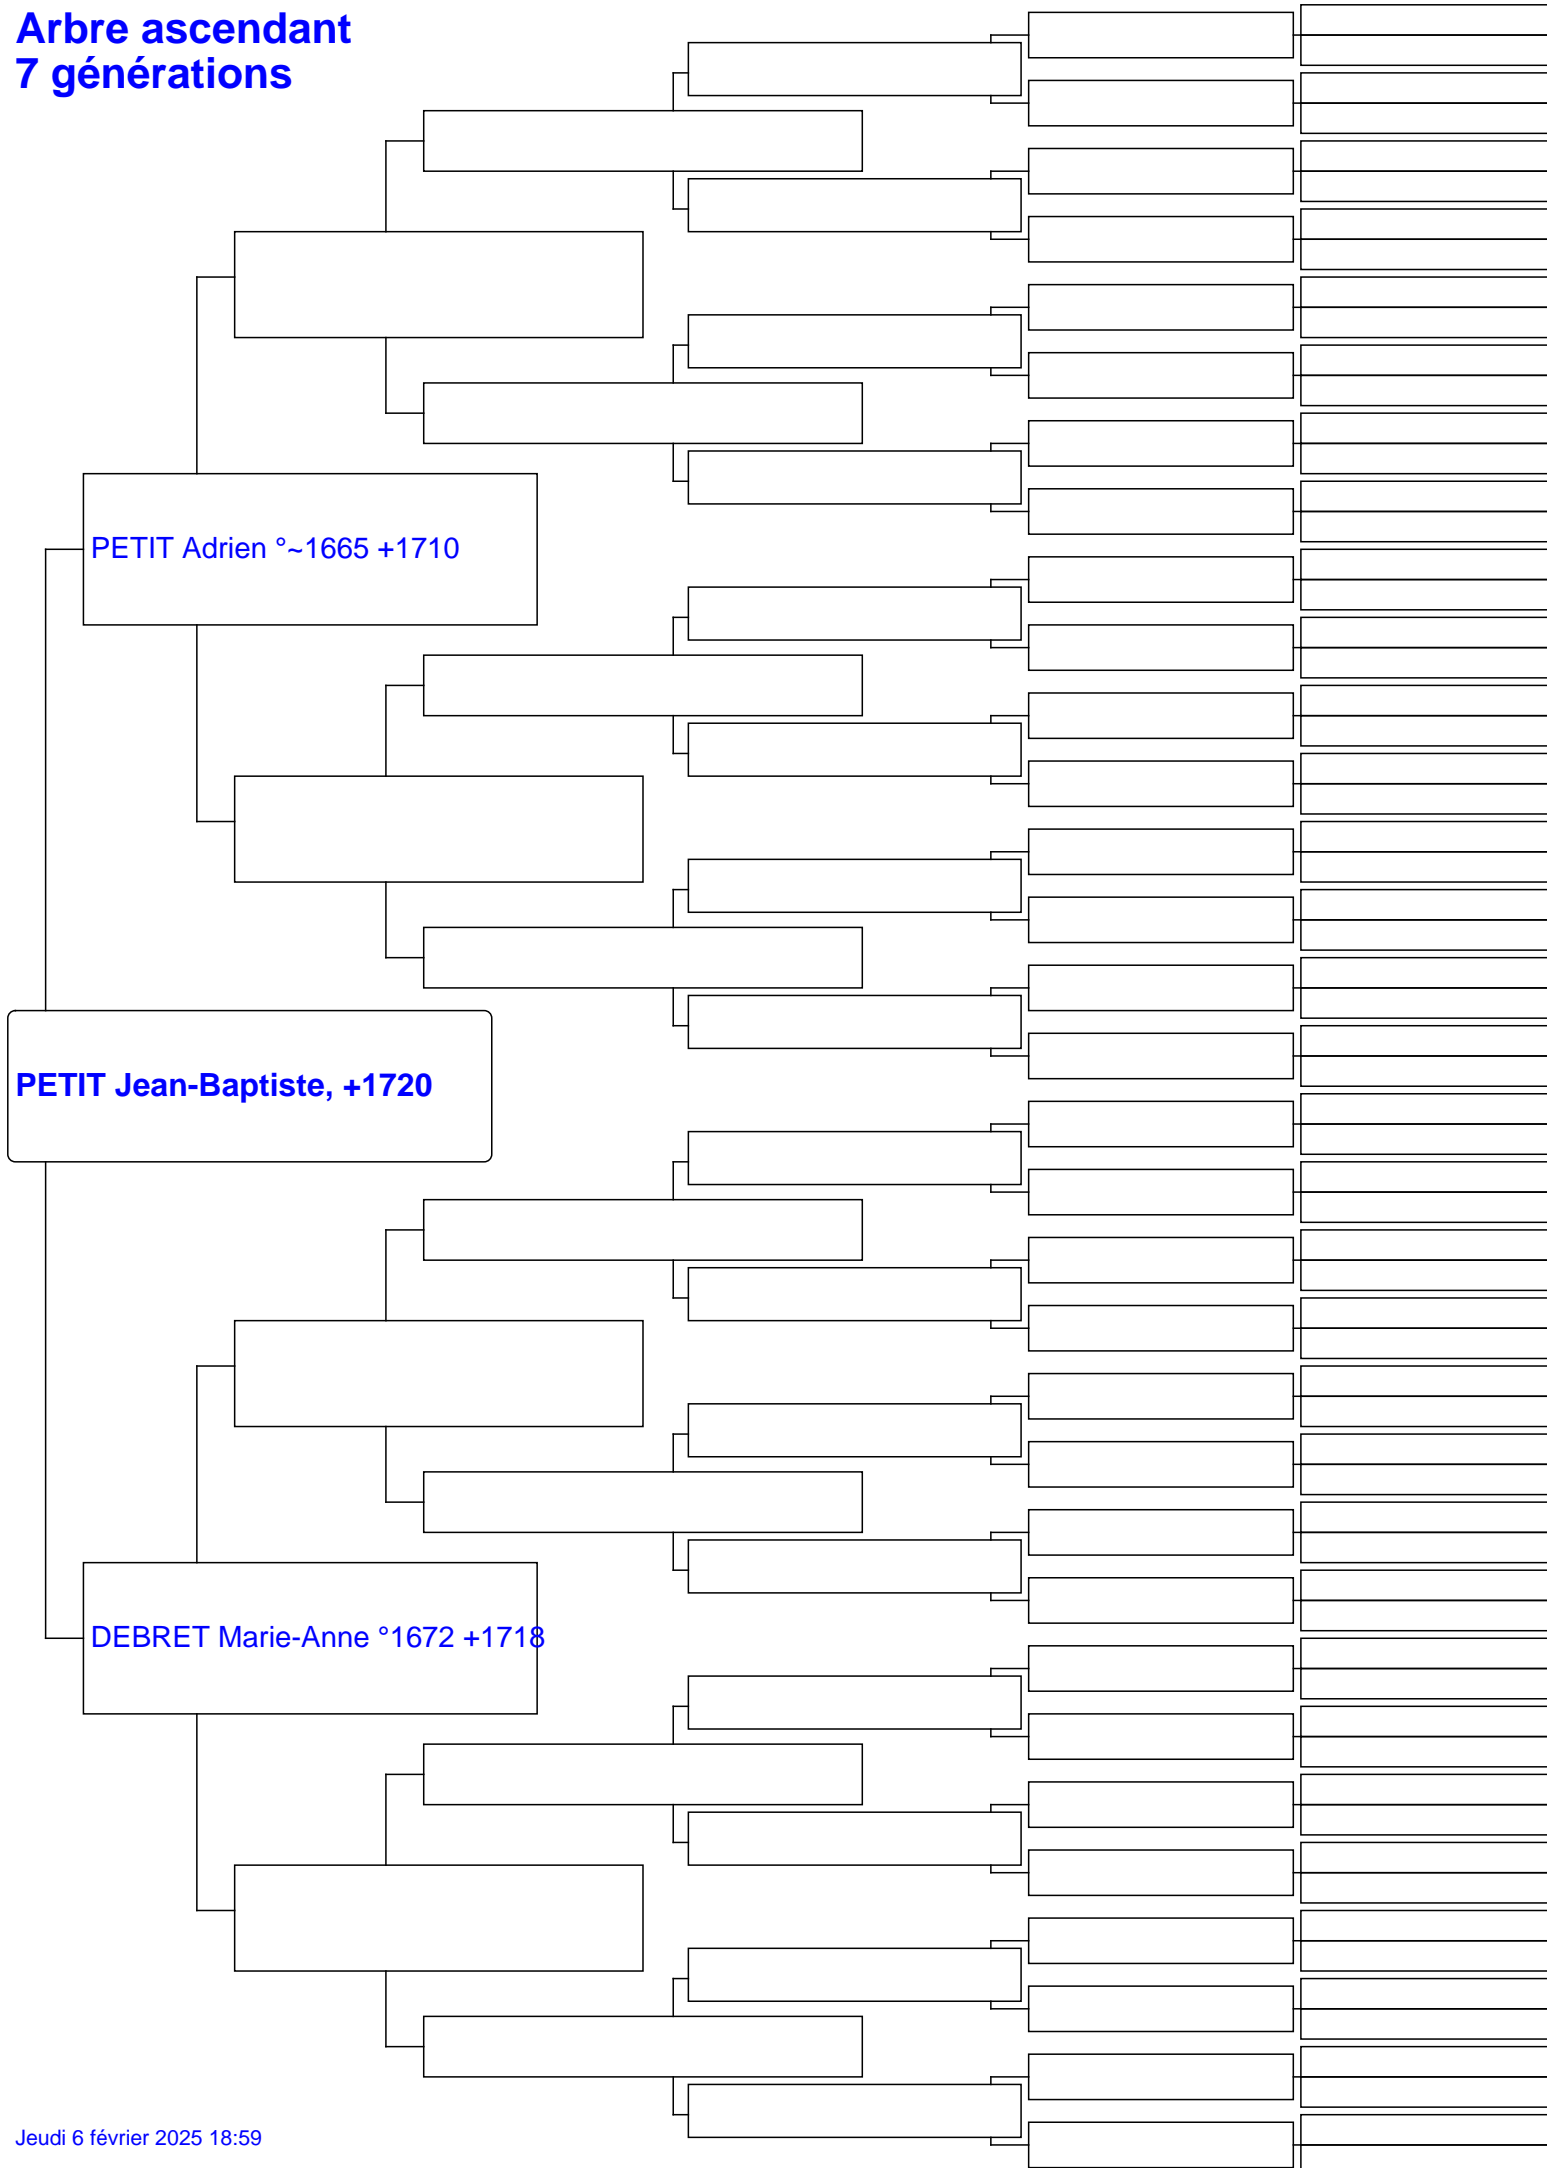 Arbre ascendant
7 générations
PETIT Adrien °~1665 +1710
PETIT Jean-Baptiste, +1720
DEBRET Marie-Anne °1672 +1718
Jeudi 6 février 2025 18:59